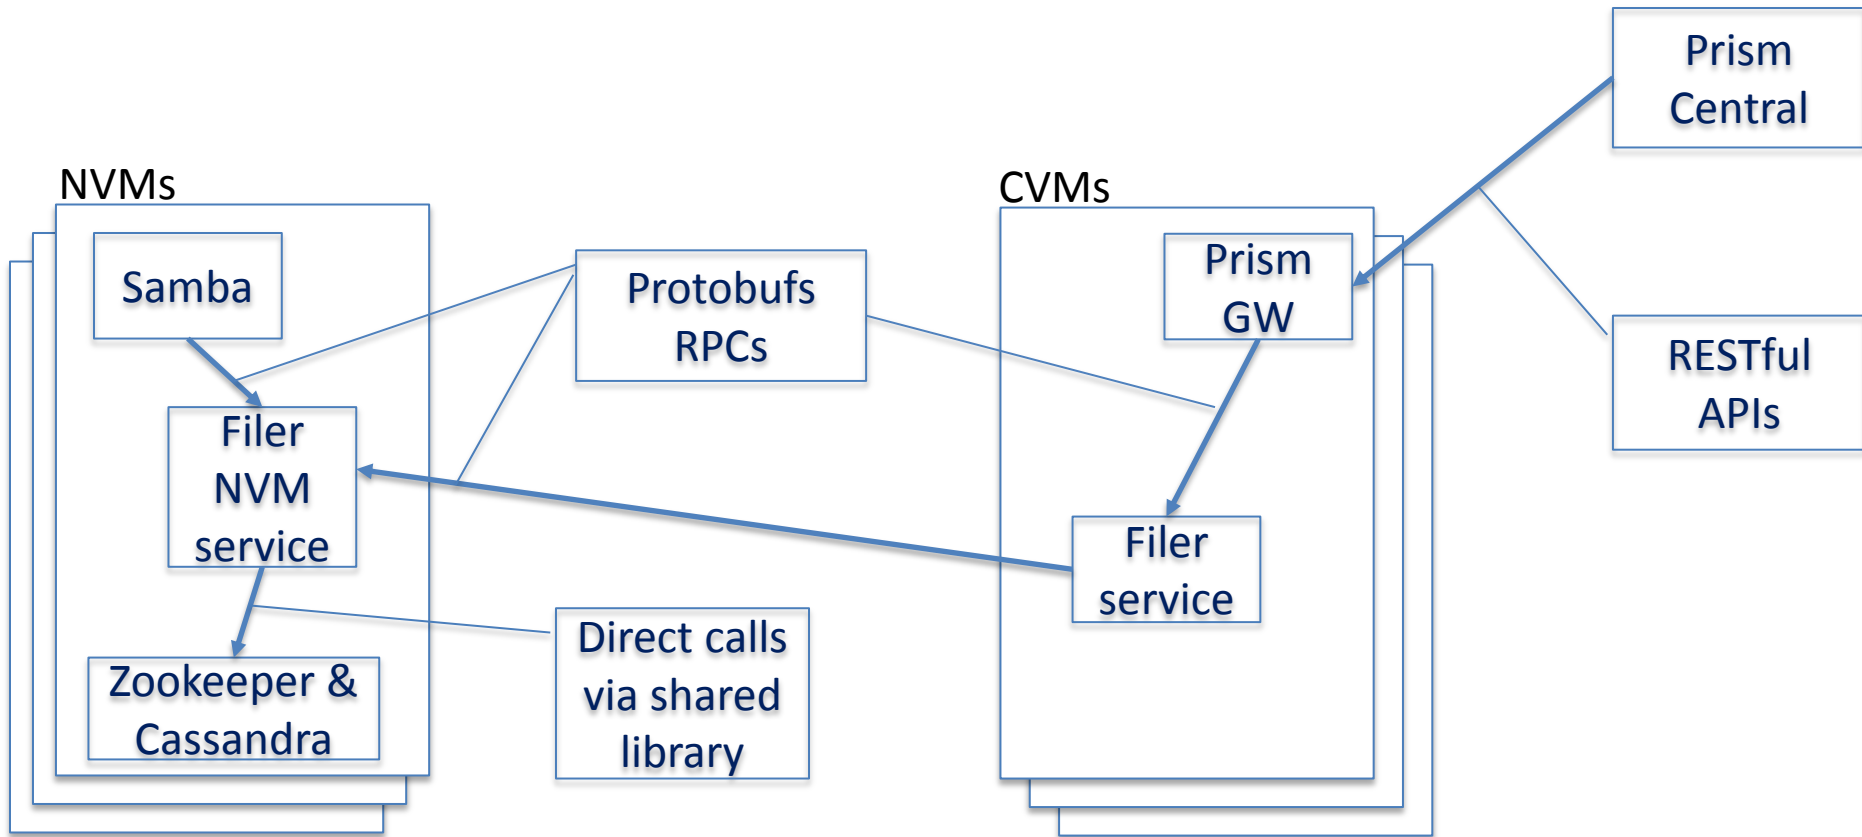 Prism
Central
NVMs
CVMs
Samba
Protobufs
RPCs
Prism
GW
RESTful
APIs
Filer
NVM
service
Filer
service
Direct calls
via shared
library
Zookeeper &
Cassandra